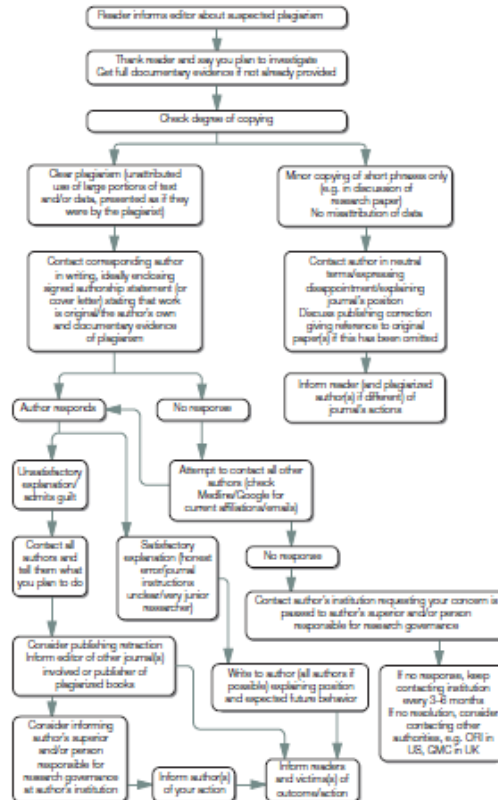 Reader informs editor about suspected plagiarism
Thank reader and say you plan to investigate
Get full documentary evidence if not already provided
Check degree of copying
Clear plagiarism (unattributed
use of large portions of text
and/or data, presented as if they
were by the plagiarist)
Minor copying of short phrases only
(e.g. in discussion of
research paper)
No misattribution of data
Contact corresponding author
in writing, ideally enclosing
signed authorship statement (or
cover letter) stating that work
is original/the author's own
and documentary evidence
of plagiarism
Contact author in neutral
terms/expressing
disappointment/explaining
journal's position
Discuss publishing correction
giving reference to original
paper(s) if this has been omitted
Inform reader (and plagiarized
author(s) if different) of
journal's actions
Author responds
No response
Unsatisfactory
explanation/
admits guilt
Attempt to contact all other
authors (check
Medline/Google for
current affiliations/emails)
Contact all
authors and
tell them what
you plan to do
Satisfactory
explanation (honest
error/journal
instructions
unclear/very junior
researcher)
No response
Contact author's institution requesting your concern is
passed to author's superior and/or person
responsible for research governance
Consider publishing retraction
Inform editor of other journal(s)
involved or publisher of
plagiarized books
Write to author (all authors if
possible) explaining position
and expected future behavior
If no response, keep
contacting institution
every 3–6 months
If no resolution, consider
contacting other
authorities, e.g. ORI in
US, GMC in UK
Consider informing
author's superior
and/or person
responsible for
research governance
at author's institution
Inform author(s)
of your action
Inform readers
and victims(s) of
outcome/action